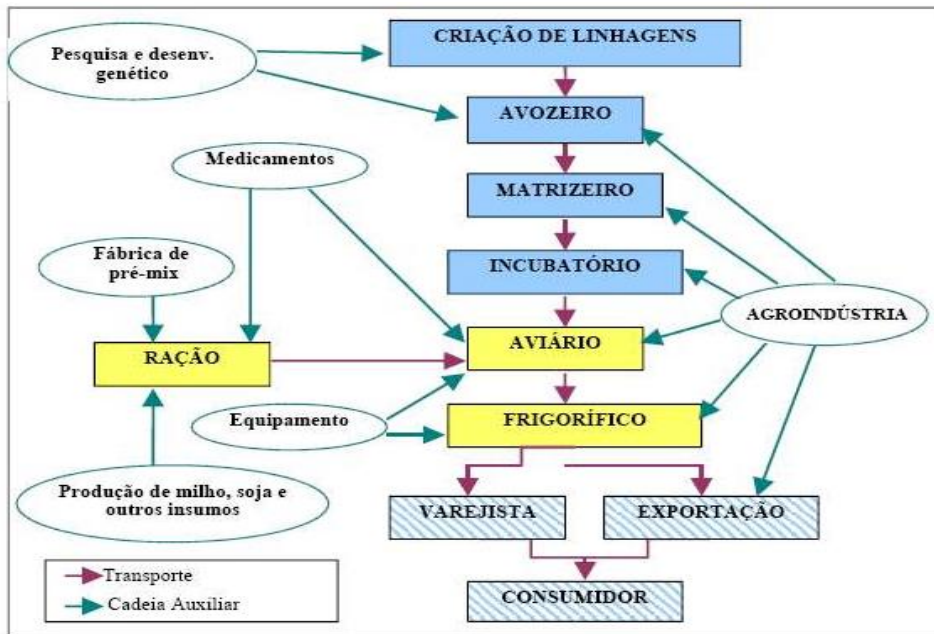 CRIAÇÃO DE LINHAGENS
Pesquisa e desenv.
genético
AVOZEIRO
Medicamentos
MATRIZEIRO
Fábrica de
pré-mix
INCUBATÓRIO
AGROINDÚSTRIA
RAÇÃO
AVIÁRIO
Equipamento
FRIGORÍFICO
Produção de milho, soja e
outros insumos
VAREJISTA
EXPORTAÇÃO
Transporte
Cadeia Auxiliar
CONSUMIDOR